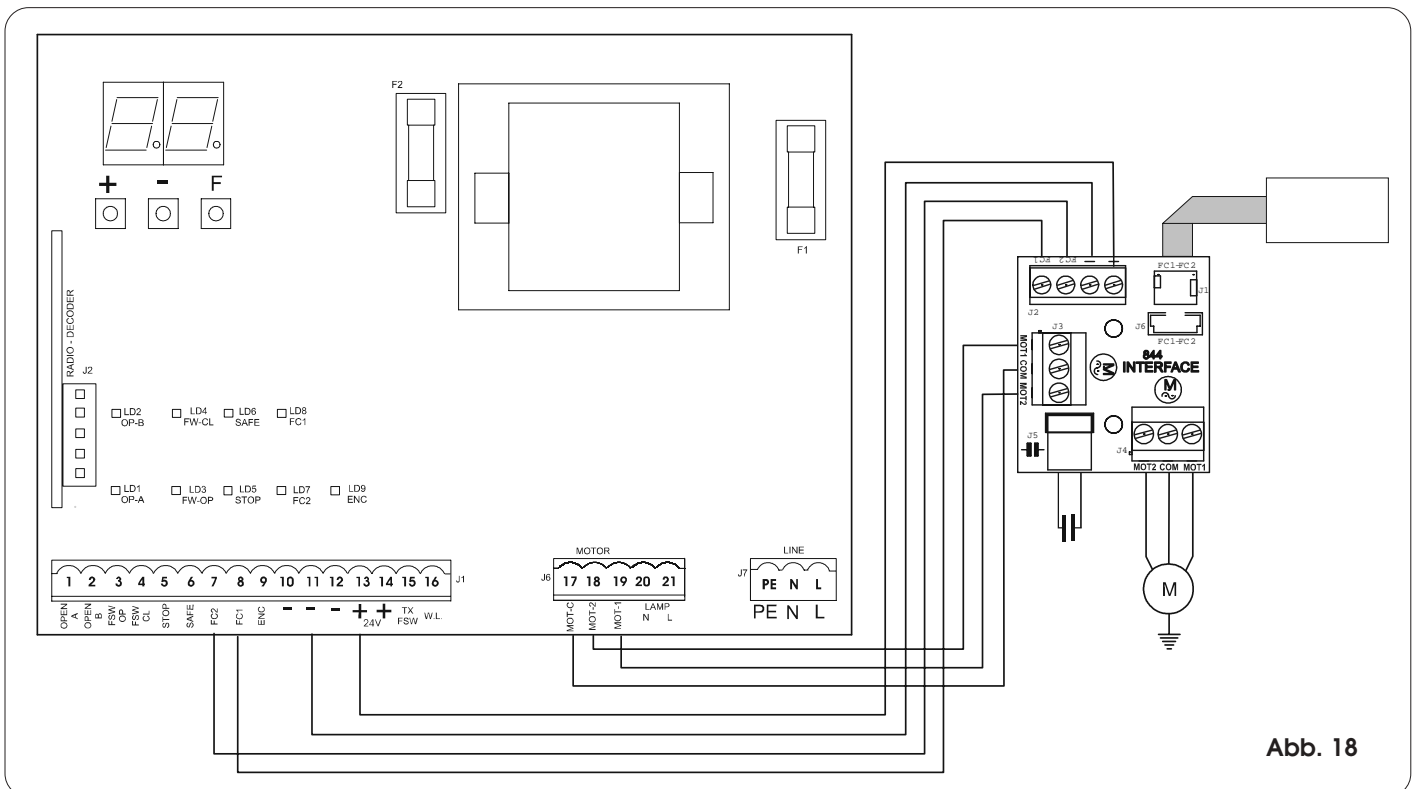 F2
F1
+ - F
RADIO - DECODER
J2
LD2 OP-B
LD4 FW-CL
LD6 SAFE
LD8 FC1
LD1 OP-A
LD3 FW-OP
LD5 STOP
LD7 FC2
LD9 ENC
1 2 3 4 5 6 7 8 9 10 11 12 13 14 15 16 J1
OPEN A
OPEN B
FSW OP
FSW CL
STOP
SAFE
FC2
FC1
ENC
- - - + +
24V
TX FSW
W.L.
MOTOR
J6 17 18 19 20 21
MOT-C
MOT-2
MOT-1
LAMP
N L
LINE
J7 PE N L
PE N L
FC1 FC2 - +
J2
FC1-FC2
J1
J6
FC1-FC2
J3
MOT1 COM MOT2
M
844
INTERFACE
M
J5
J4
MOT2 COM MOT1
M
Abb. 18